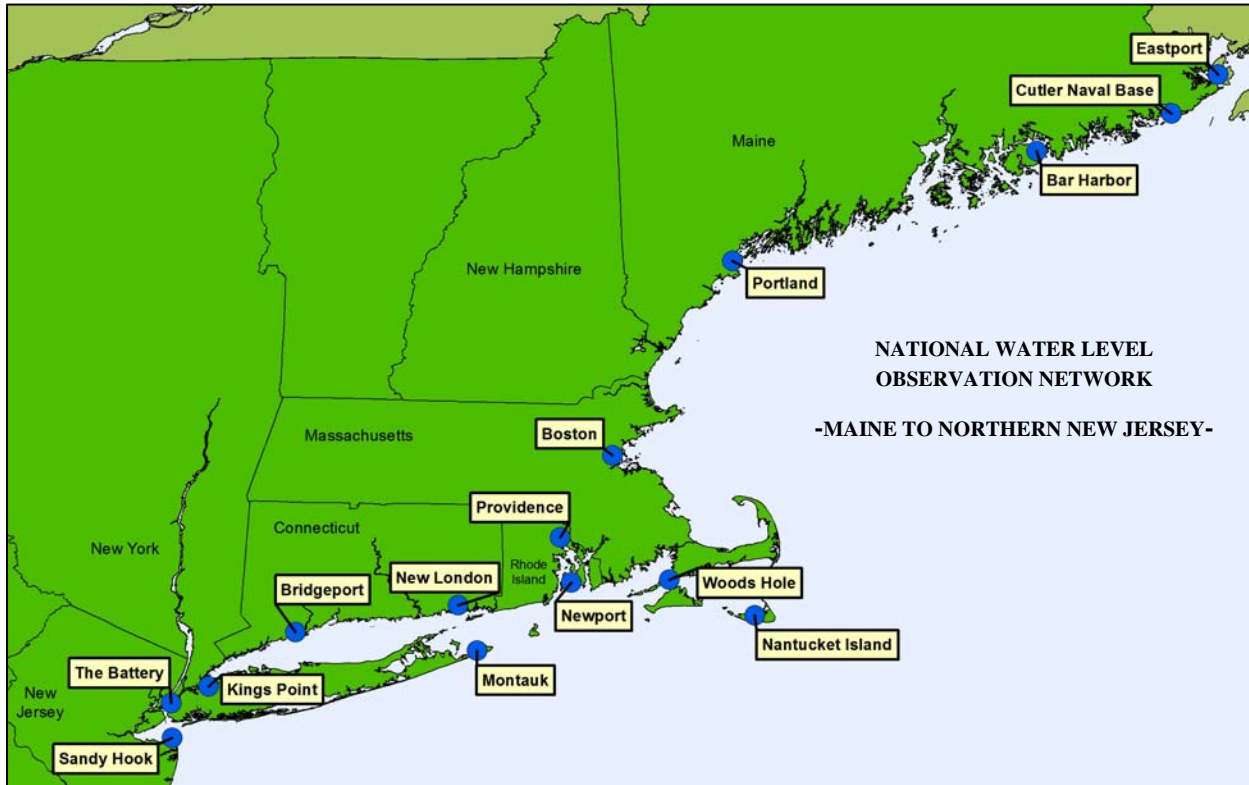 Eastport
Cutler Naval Base
Maine
Bar Harbor
New Hampshire
Portland
NATIONAL WATER LEVEL
OBSERVATION NETWORK
-MAINE TO NORTHERN NEW JERSEY-
Massachusetts
Boston
Providence
Connecticut
New York
Rhode
Island
New London
Bridgeport
Woods Hole
Newport
Nantucket Island
The Battery
Kings Point
Montauk
New
Jersey
Sandy Hook